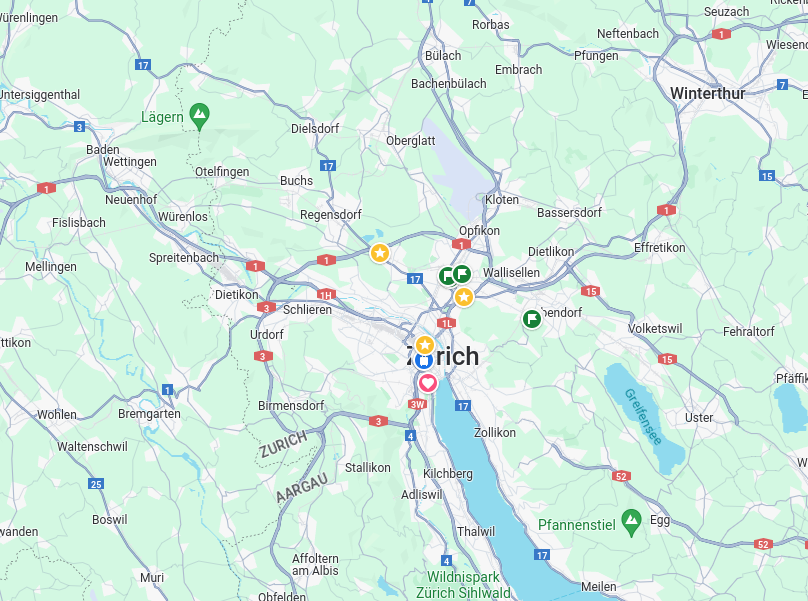 Würenlingen
17
Rorbas
Seuzach
Neftenbach
1
Wiesend
Bülach
Pfungen
Embrach
Untersiggenthal
Bachenbülach
Winterthur
7
Lägern
3
Dielsdorf
Oberglatt
Baden
Wettingen
17
Otelfingen
Buchs
15
1
Neuenhof
Kloten
Würenlos
Regensdorf
Bassersdorf
1
Fislisbach
Opfikon
1
Effretikon
Dietlikon
Spreitenbach
1
1
Mellingen
Wallisellen
17
Dietikon
1H
15
3
Schlieren
1L
Urdorf
Volketswil
Fehraltorf
3
Zürich
15
1
Pfäffik
Wohlen
Birmensdorf
3W
17
Greifensee
Bremgarten
3
Uster
Waltenschwil
4
Zollikon
ZURICH
Stallikon
Kilchberg
52
25
AARGAU
Adliswil
Boswil
Pfannenstiel
Egg
Thalwil
52
Affoltern
am Albis
4
17
Muri
Wildnispark
Zürich Sihlwald
Meilen
Obfelden